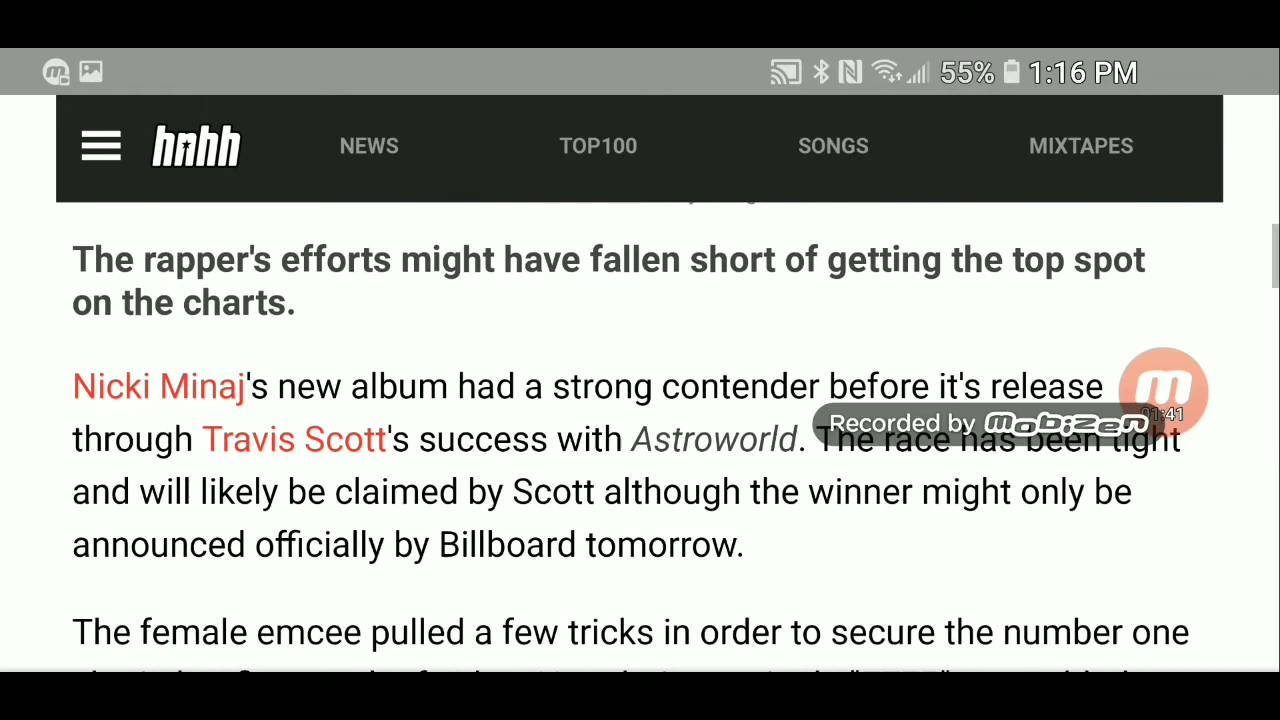 55% 1:16 PM
hnhh NEWS TOP100 SONGS MIXTAPES
The rapper's efforts might have fallen short of getting the top spot
on the charts.
Nicki Minaj's new album had a strong contender before it's release
01:41
Recorded by mobizen
through Travis Scott's success with Astroworld. The race has been tight
and will likely be claimed by Scott although the winner might only be
announced officially by Billboard tomorrow.
The female emcee pulled a few tricks in order to secure the number one